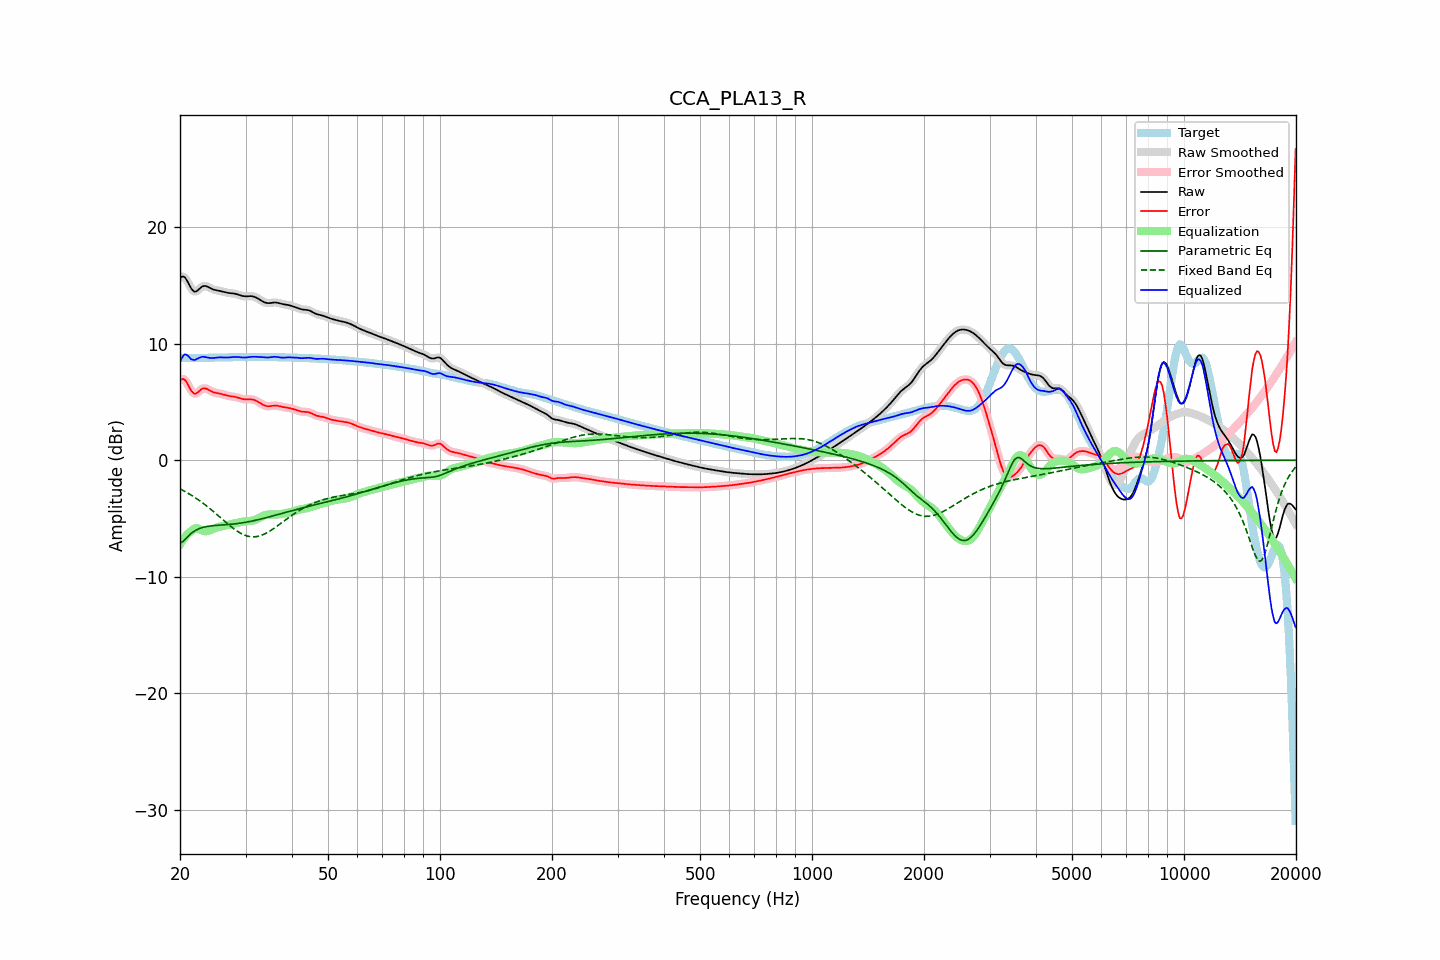 CCA_PLA13_R
Target
Raw Smoothed
Error Smoothed
Raw
Error
Equalization
Parametric Eq
Fixed Band Eq
Equalized
Amplitude (dBr)
20
10
0
−10
−20
−30
20 50 100 200 500 1000 2000 5000 10000 20000
Frequency (Hz)